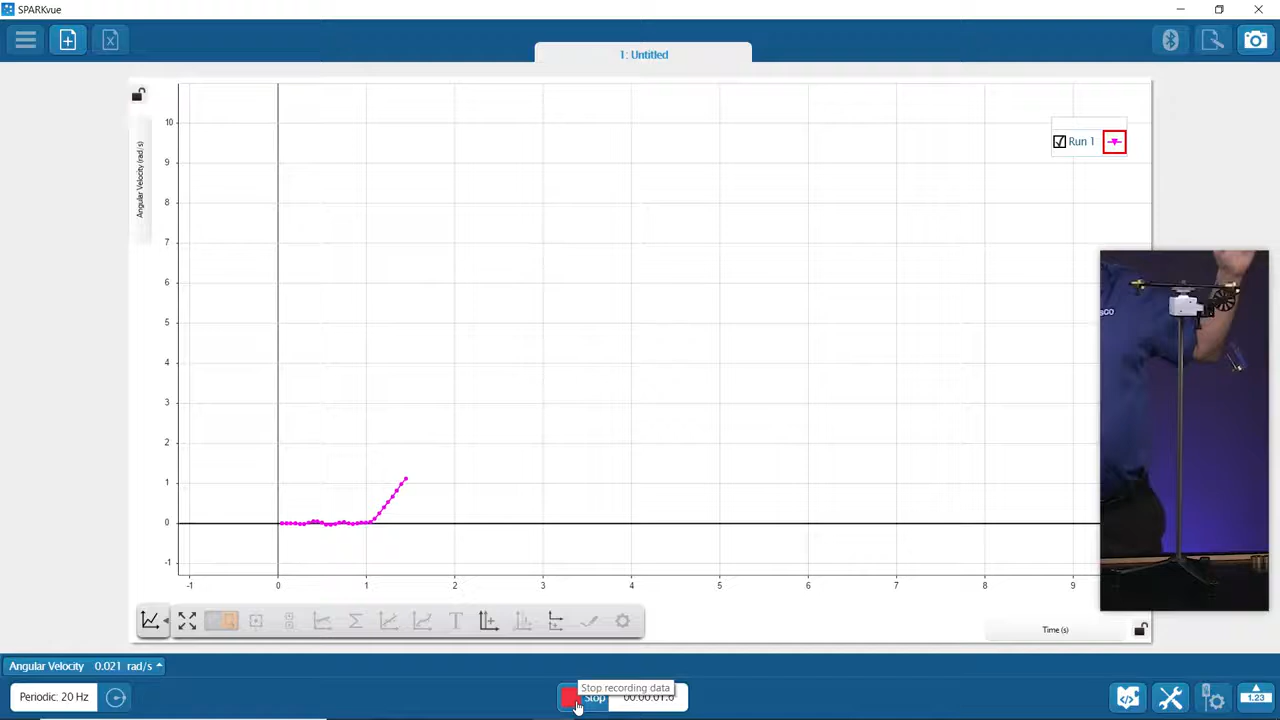 SPARKvue
1: Untitled
Angular Velocity (rad/s)
10
9
8
7
6
5
4
3
2
1
0
-1
Run 1
-1 0 1 2 3 4 5 6 7 8 9
Time (s)
Angular Velocity 0.021 rad/s
Stop recording data
Periodic: 20 Hz
Stop
00:00:01.6
1.23